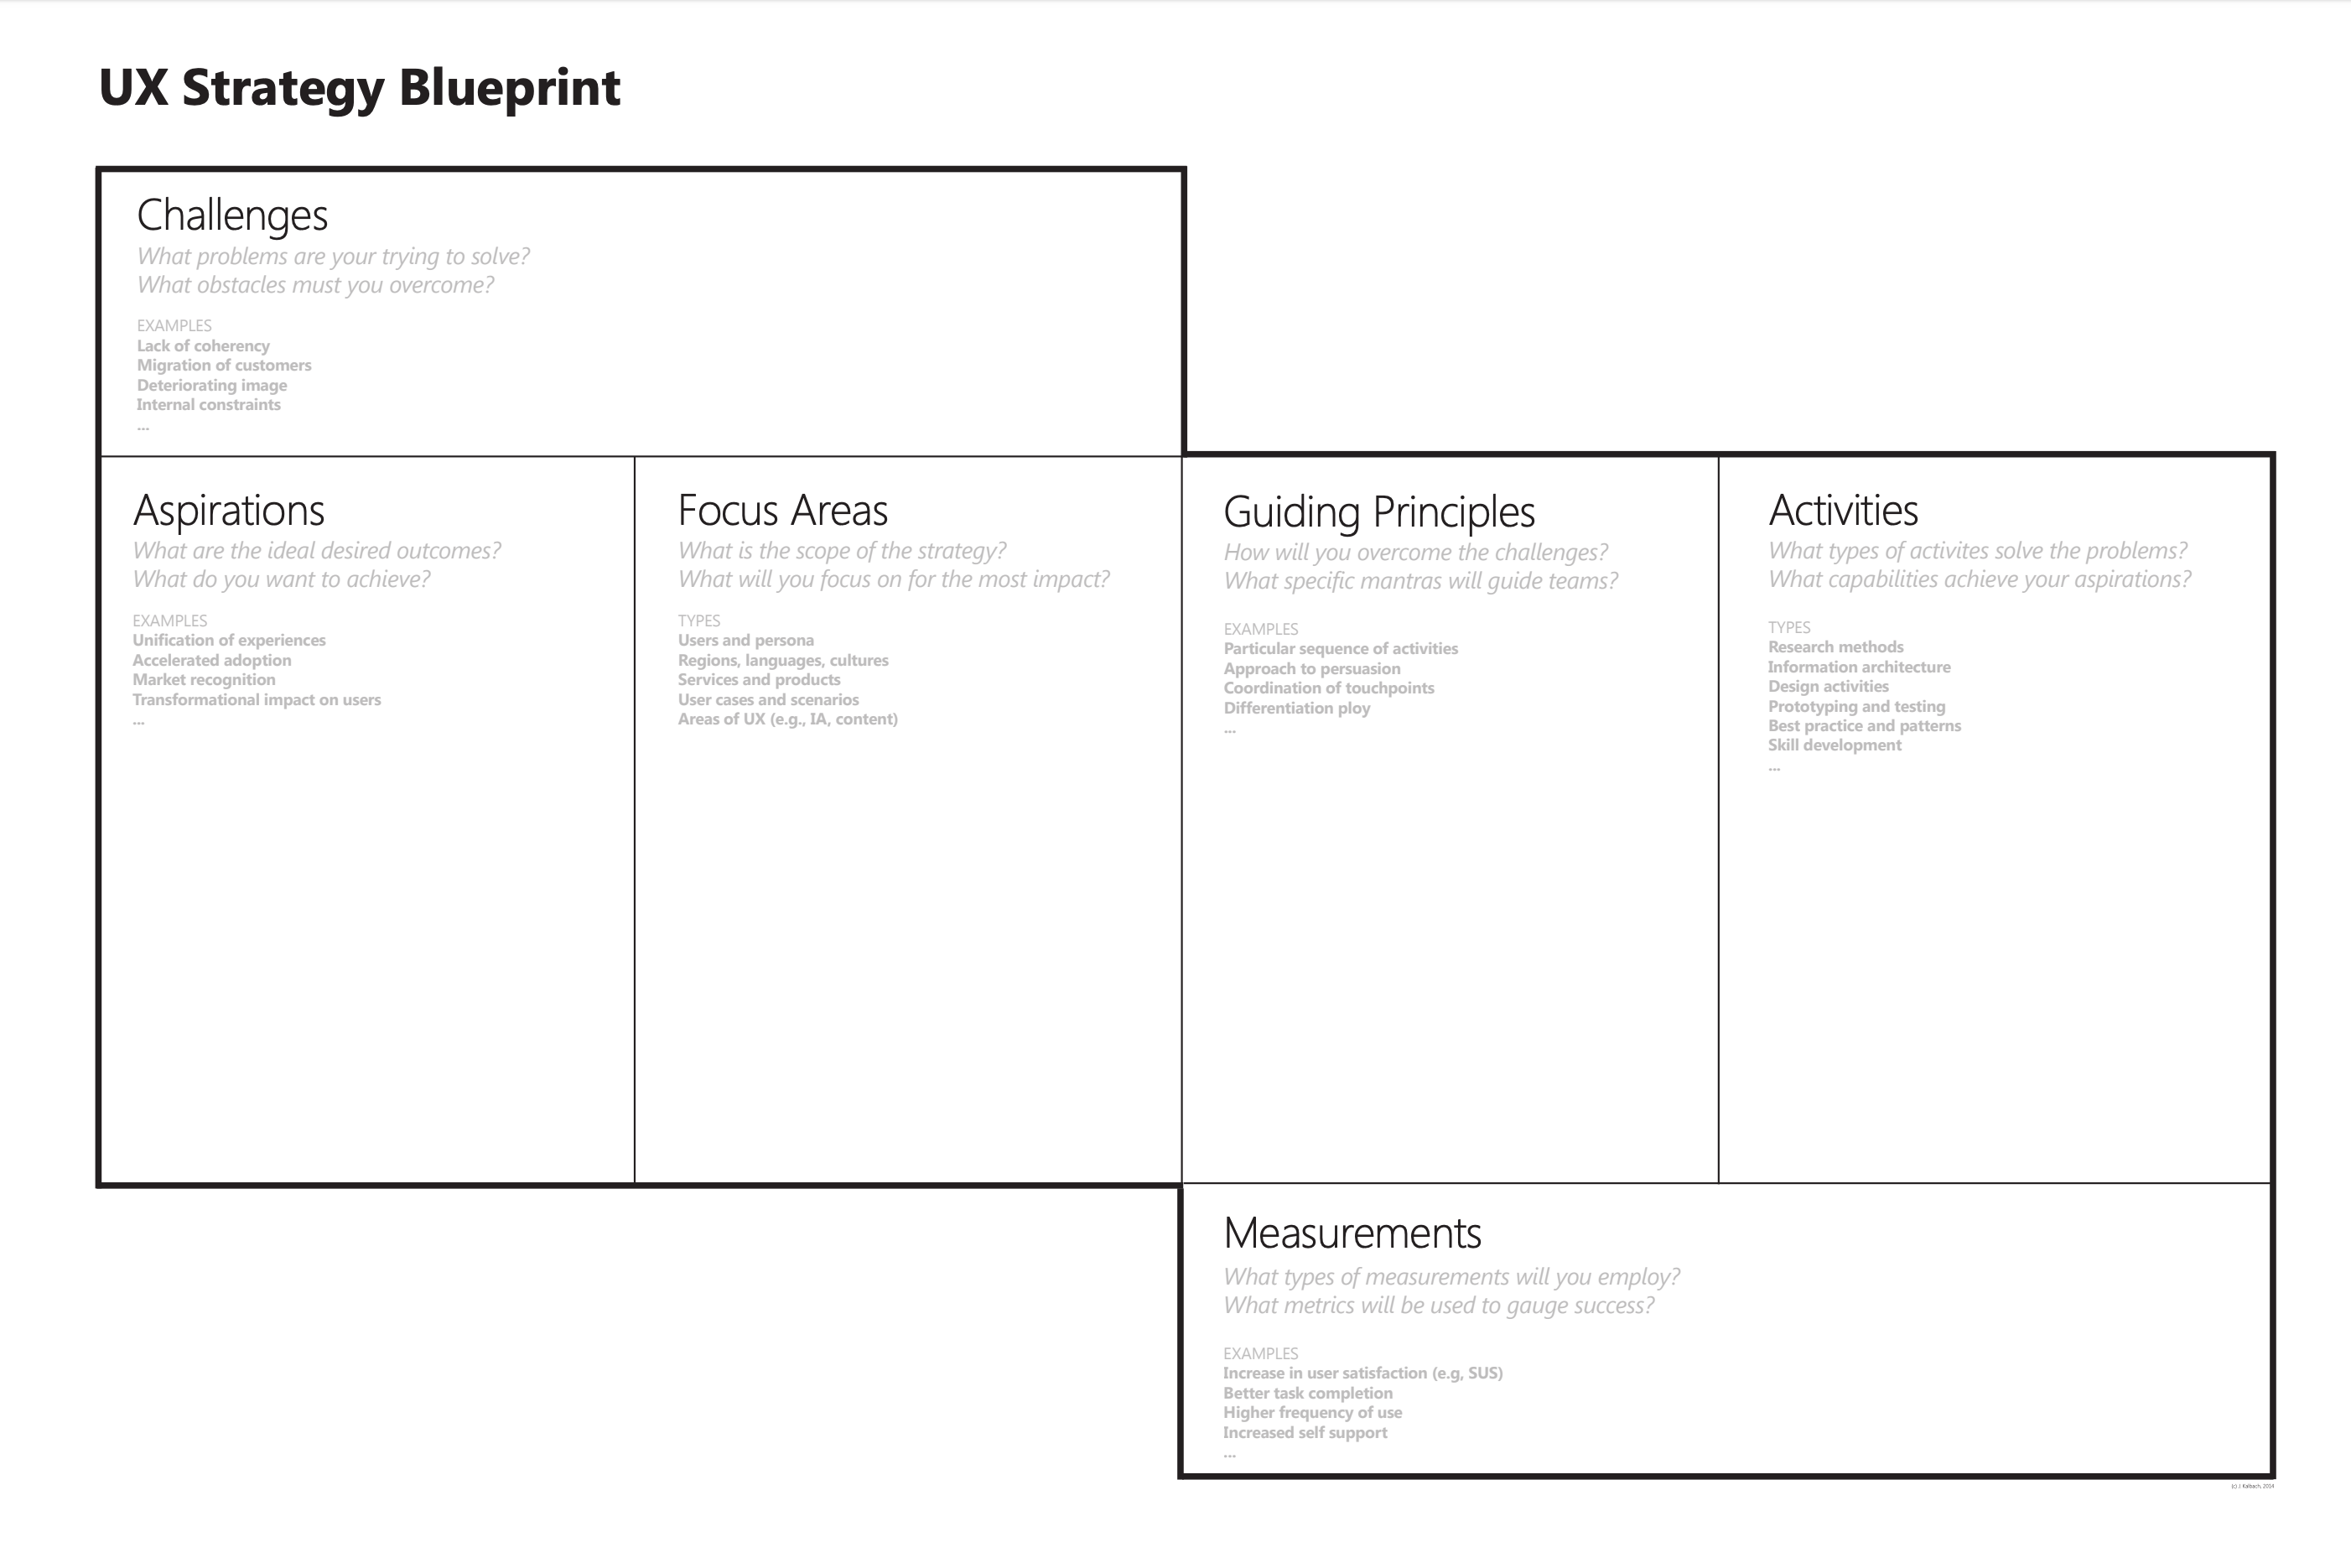 UX Strategy Blueprint
Challenges
What problems are your trying to solve?
What obstacles must you overcome?
EXAMPLES
Lack of coherency
Migration of customers
Deteriorating image
Internal constraints
...
Aspirations
What are the ideal desired outcomes?
What do you want to achieve?
EXAMPLES
Unification of experiences
Accelerated adoption
Market recognition
Transformational impact on users
...
Focus Areas
What is the scope of the strategy?
What will you focus on for the most impact?
TYPES
Users and persona
Regions, languages, cultures
Services and products
User cases and scenarios
Areas of UX (e.g., IA, content)
Guiding Principles
How will you overcome the challenges?
What specific mantras will guide teams?
EXAMPLES
Particular sequence of activities
Approach to persuasion
Coordination of touchpoints
Differentiation ploy
...
Activities
What types of activites solve the problems?
What capabilities achieve your aspirations?
TYPES
Research methods
Information architecture
Design activities
Prototyping and testing
Best practice and patterns
Skill development
...
Measurements
What types of measurements will you employ?
What metrics will be used to gauge success?
EXAMPLES
Increase in user satisfaction (e.g, SUS)
Better task completion
Higher frequency of use
Increased self support
...
(c) J Kalbach, 2014